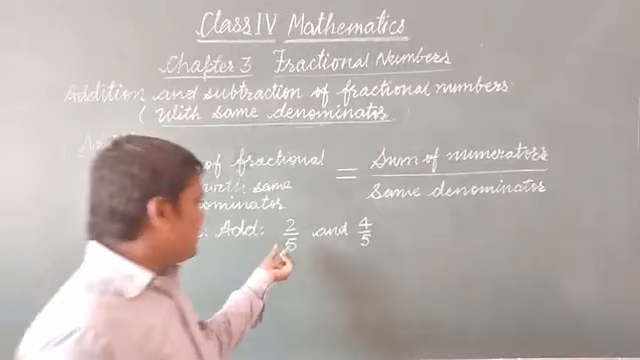 Class IV Mathematics
Chapter 3 Fractional Numbers
Addition and subtraction of fractional numbers
( With same denominator
of fractional
with same
= Sum of numerators
same denominator
Add: 2/5 and 4/5